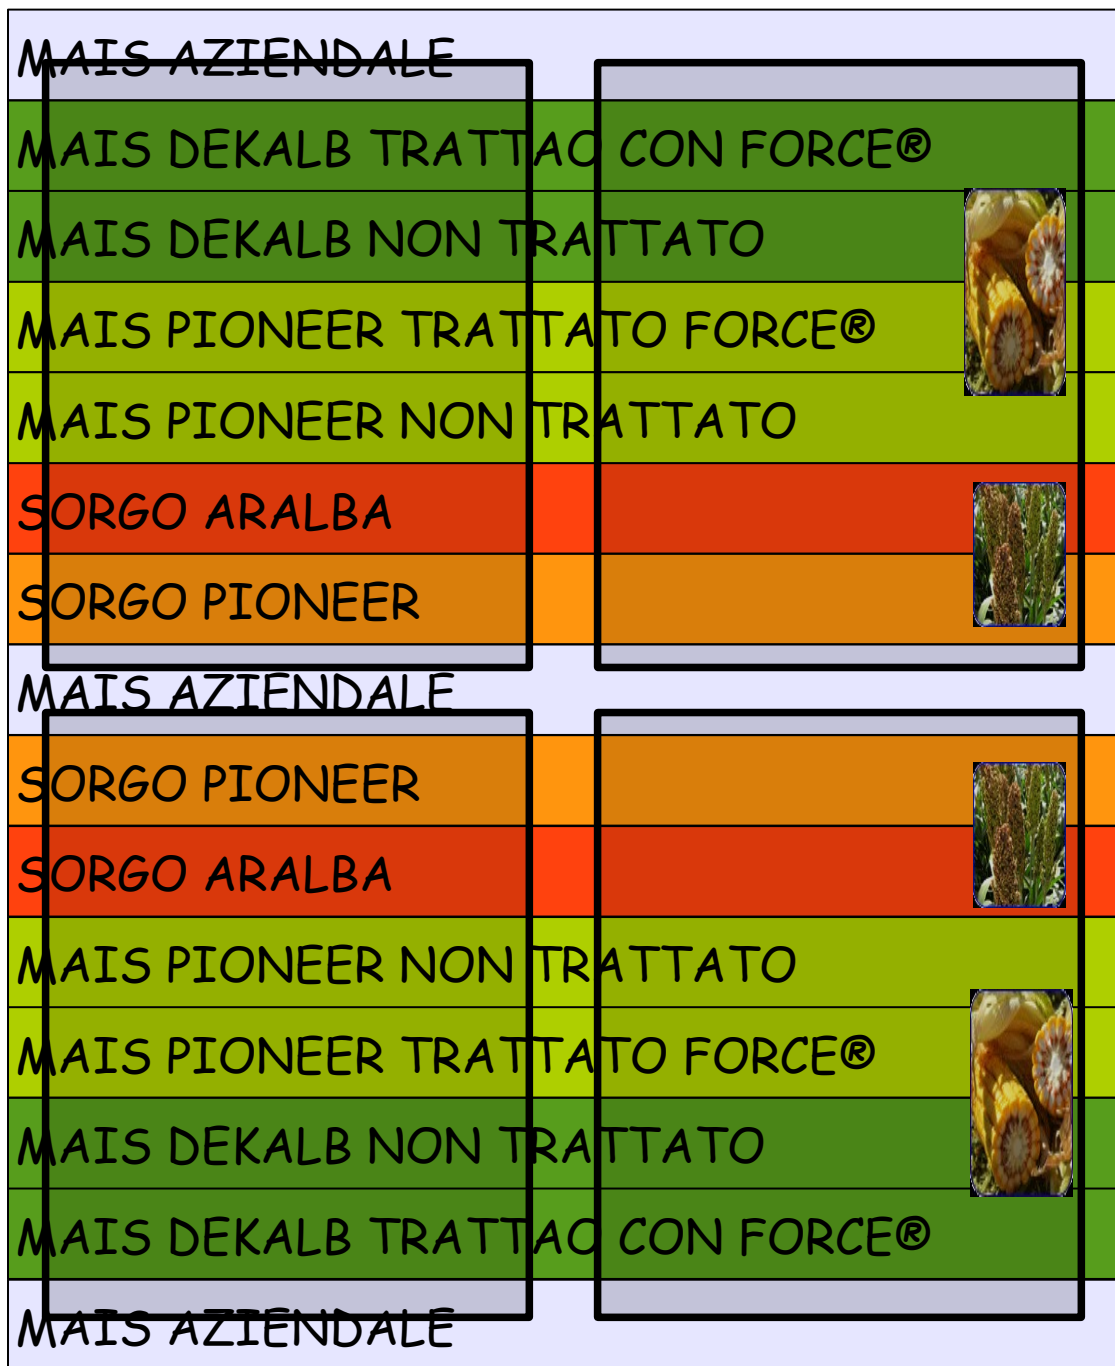 MAIS AZIENDALE
MAIS DEKALB TRATTAO CON FORCE®
MAIS DEKALB NON TRATTATO
MAIS PIONEER TRATTATO FORCE®
MAIS PIONEER NON TRATTATO
SORGO ARALBA
SORGO PIONEER
MAIS AZIENDALE
SORGO PIONEER
SORGO ARALBA
MAIS PIONEER NON TRATTATO
MAIS PIONEER TRATTATO FORCE®
MAIS DEKALB NON TRATTATO
MAIS DEKALB TRATTAO CON FORCE®
MAIS AZIENDALE